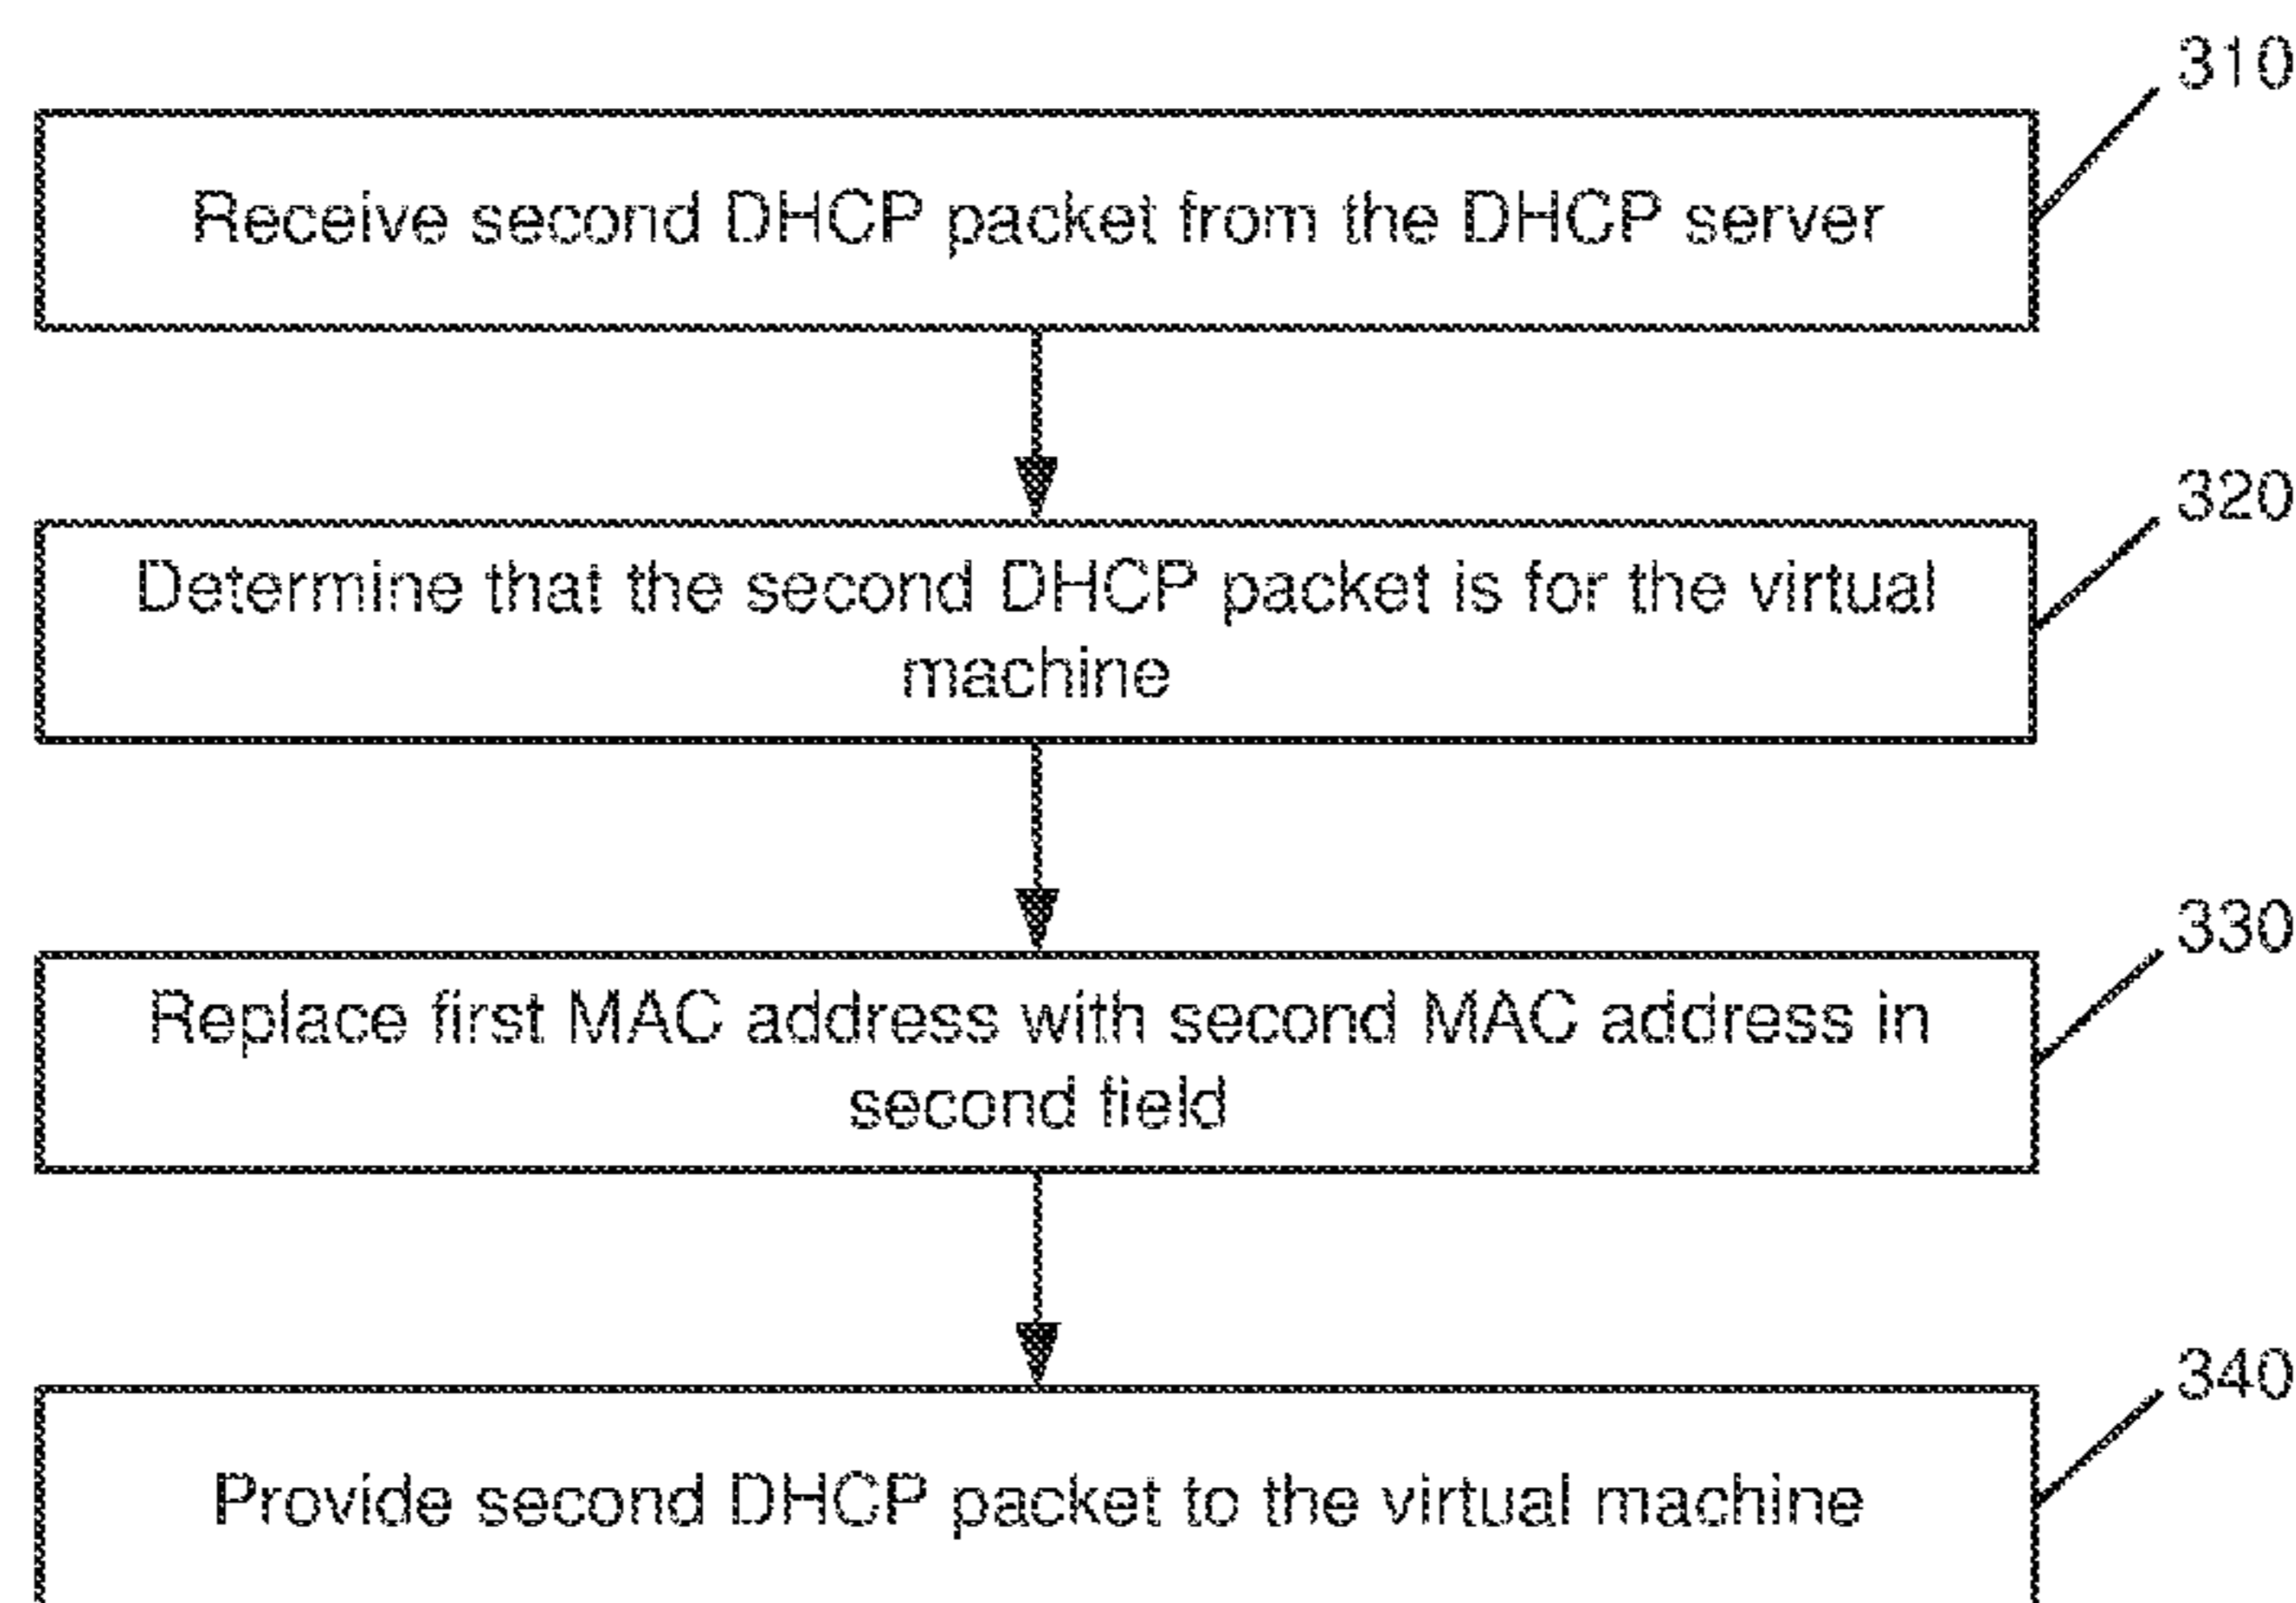 310
Receive second DHCP packet from the DHCP server
320
Determine that the second DHCP packet is for the virtual
machine
330
Replace first MAC address with second MAC address in
second field
340
Provide second DHCP packet to the virtual machine